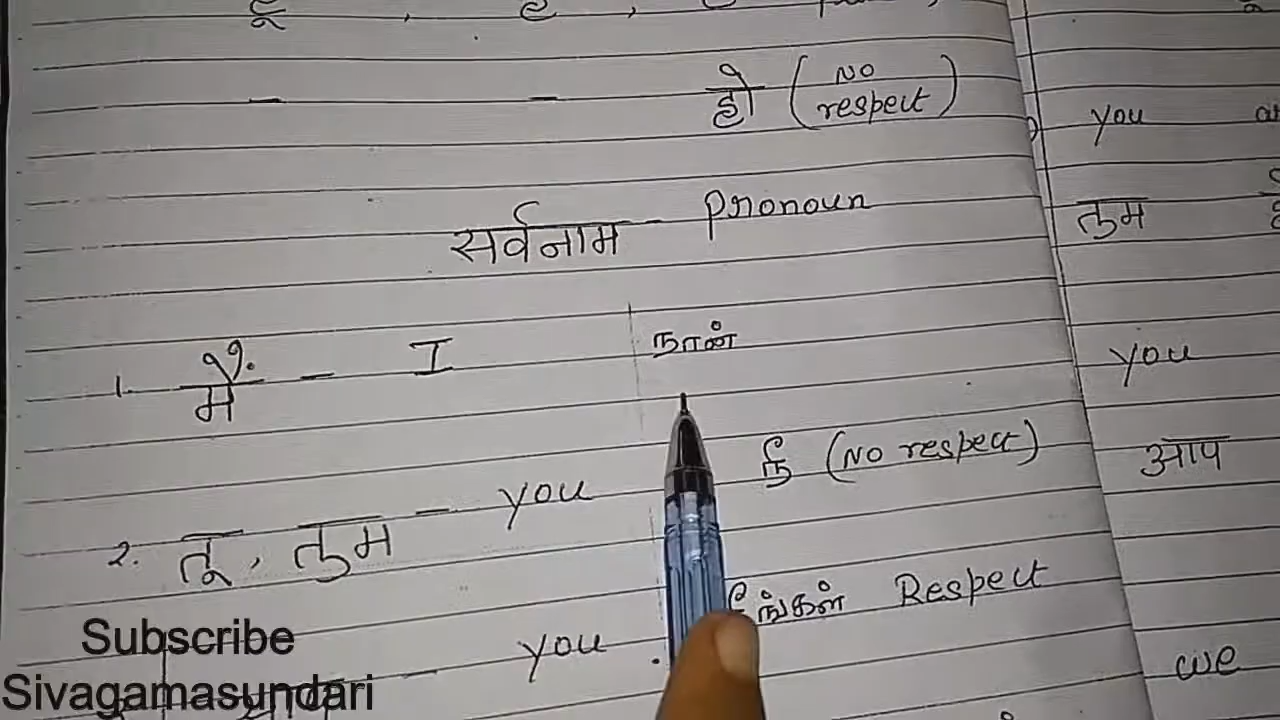 हो (No respect)
सर्वनाम - Pronoun
1. मैं - I நான்
2. तू, तुम - you நீ (No respect)
you நீங்கள் Respect
you
तुम
you
आप
we
Subscribe
Sivagamasundari